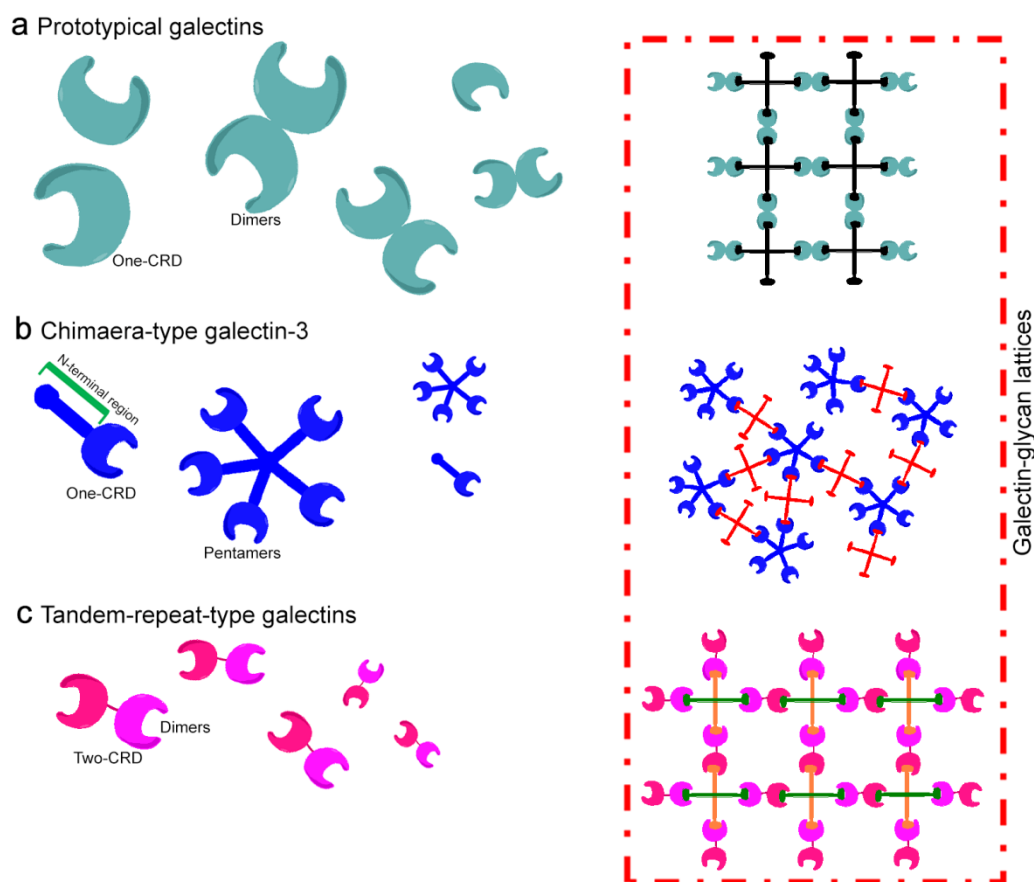 a Prototypical galectins
One-CRD
Dimers
b Chimaera-type galectin-3
N-terminal region
One-CRD
Pentamers
c Tandem-repeat-type galectins
Two-CRD
Dimers
Galectin-glycan lattices